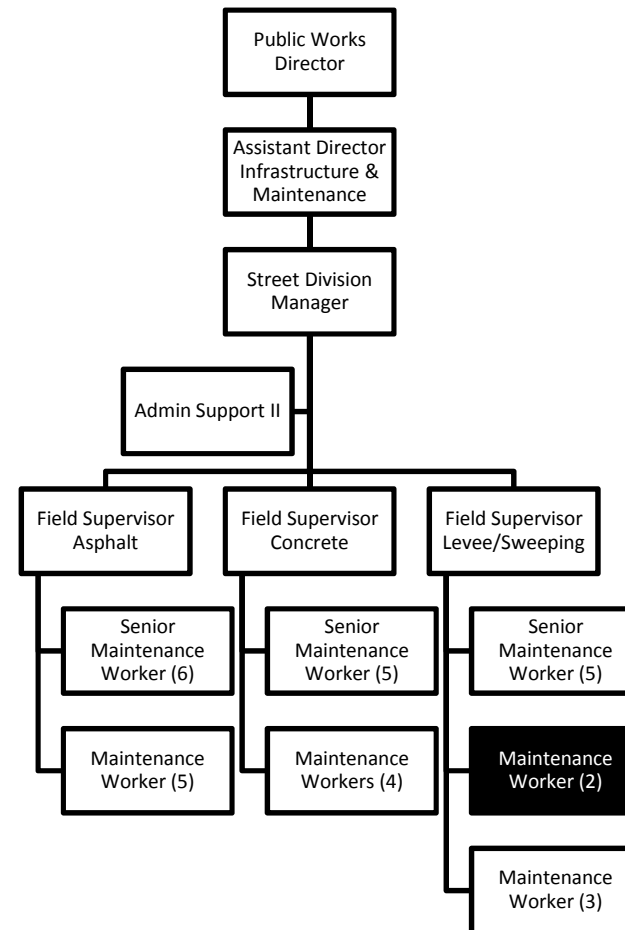 Public Works
Director
Assistant Director
Infrastructure &
Maintenance
Street Division
Manager
Admin Support II
Field Supervisor
Asphalt
Field Supervisor
Concrete
Field Supervisor
Levee/Sweeping
Senior
Maintenance
Worker (6)
Senior
Maintenance
Worker (5)
Senior
Maintenance
Worker (5)
Maintenance
Worker (5)
Maintenance
Workers (4)
Maintenance
Worker (2)
Maintenance
Worker (3)